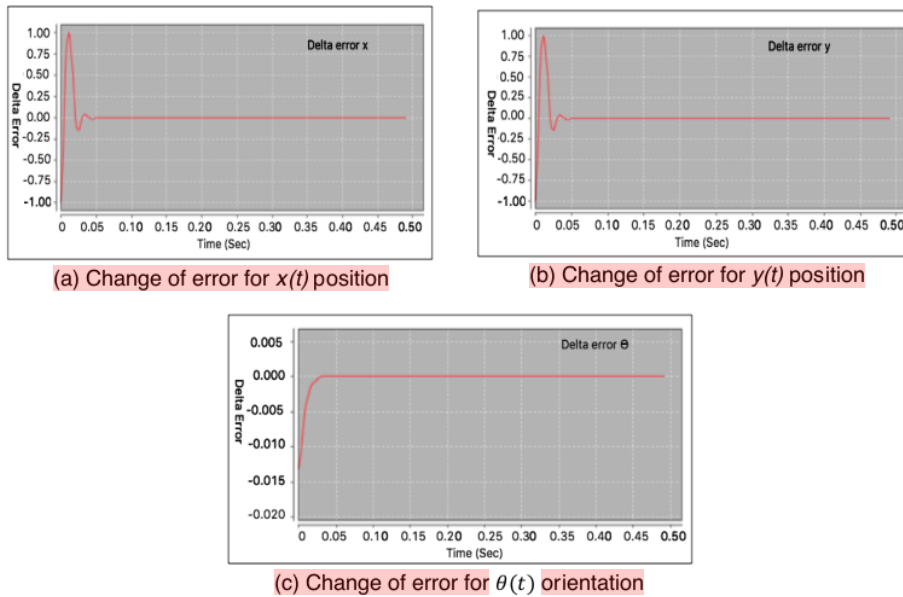 Delta error x
1.00
0.75
0.50
0.25
0.00
-0.25
-0.50
-0.75
-1.00
Delta Error
0 0.05 0.10 0.15 0.20 0.25 0.30 0.35 0.40 0.45 0.50
Time (Sec)
(a) Change of error for x(t) position
Delta error y
1.00
0.75
0.50
0.25
0.00
-0.25
-0.50
-0.75
-1.00
Delta Error
0 0.05 0.10 0.15 0.20 0.25 0.30 0.35 0.40 0.45 0.50
Time (Sec)
(b) Change of error for y(t) position
Delta error Θ
0.005
0.000
-0.005
-0.010
-0.015
-0.020
Delta Error
0 0.05 0.10 0.15 0.20 0.25 0.30 0.35 0.40 0.45 0.50
Time (Sec)
(c) Change of error for θ(t) orientation